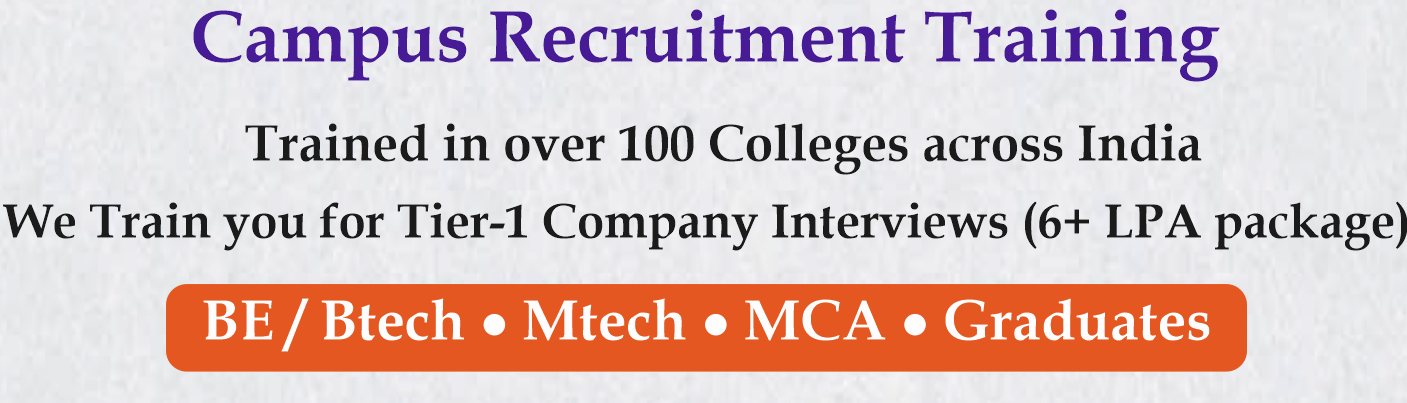 Campus Recruitment Training
Trained in over 100 Colleges across India
We Train you for Tier-1 Company Interviews (6+ LPA package)
BE / Btech ● Mtech ● MCA ● Graduates